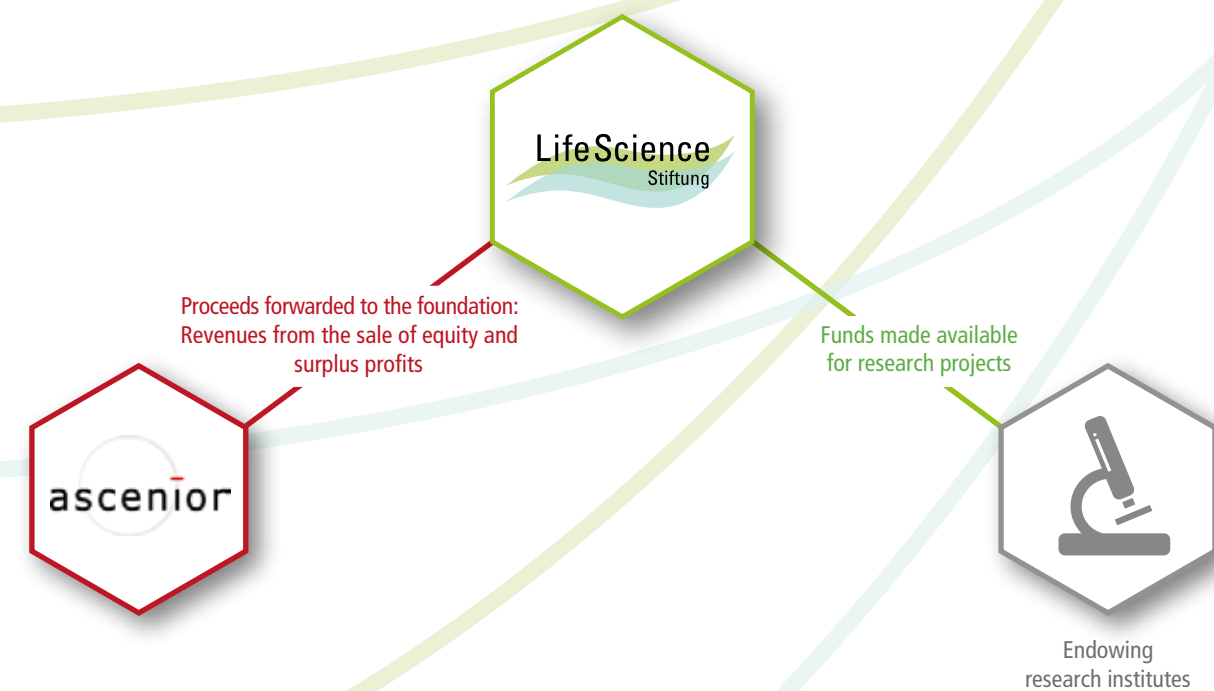 LifeScience
Stiftung
Proceeds forwarded to the foundation:
Revenues from the sale of equity and
surplus profits
Funds made available
for research projects
ascenior
Endowing
research institutes